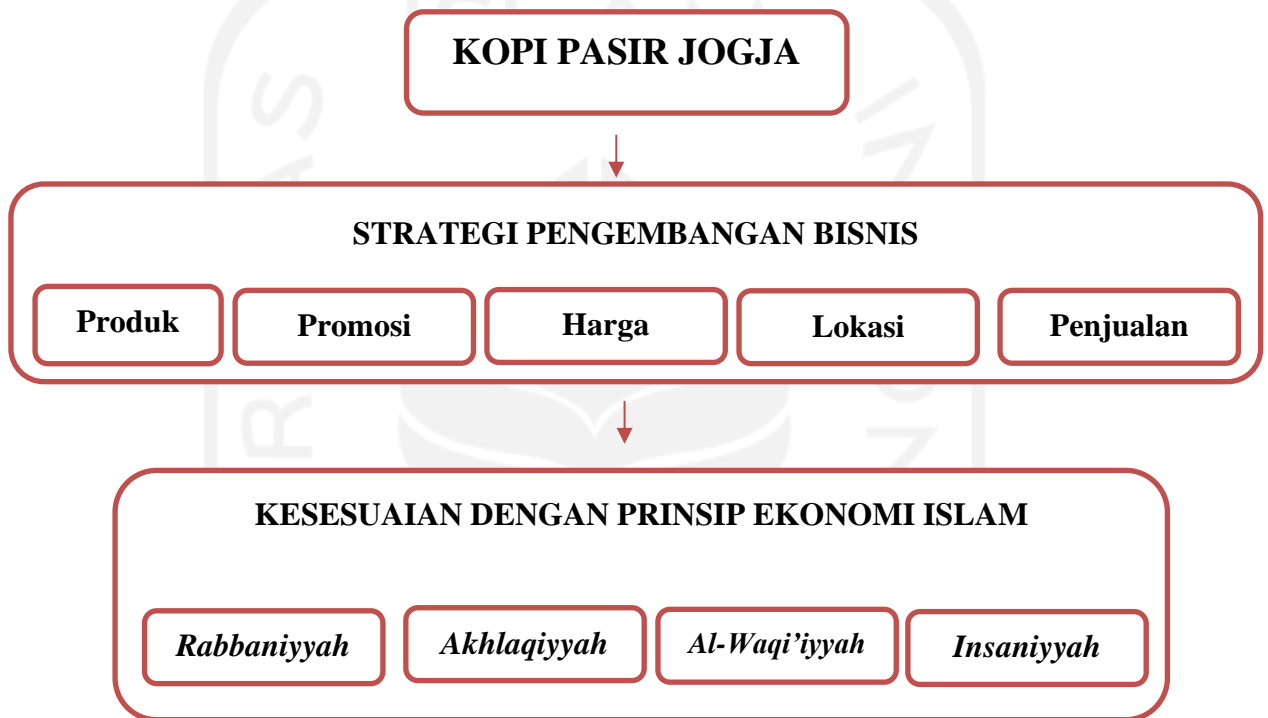 KOPI PASIR JOGJA
STRATEGI PENGEMBANGAN BISNIS
Produk
Promosi
Harga
Lokasi
Penjualan
KESESUAIAN DENGAN PRINSIP EKONOMI ISLAM
Rabbaniyyah
Akhlaqiyyah
Al-Waqi’iyyah
Insaniyyah